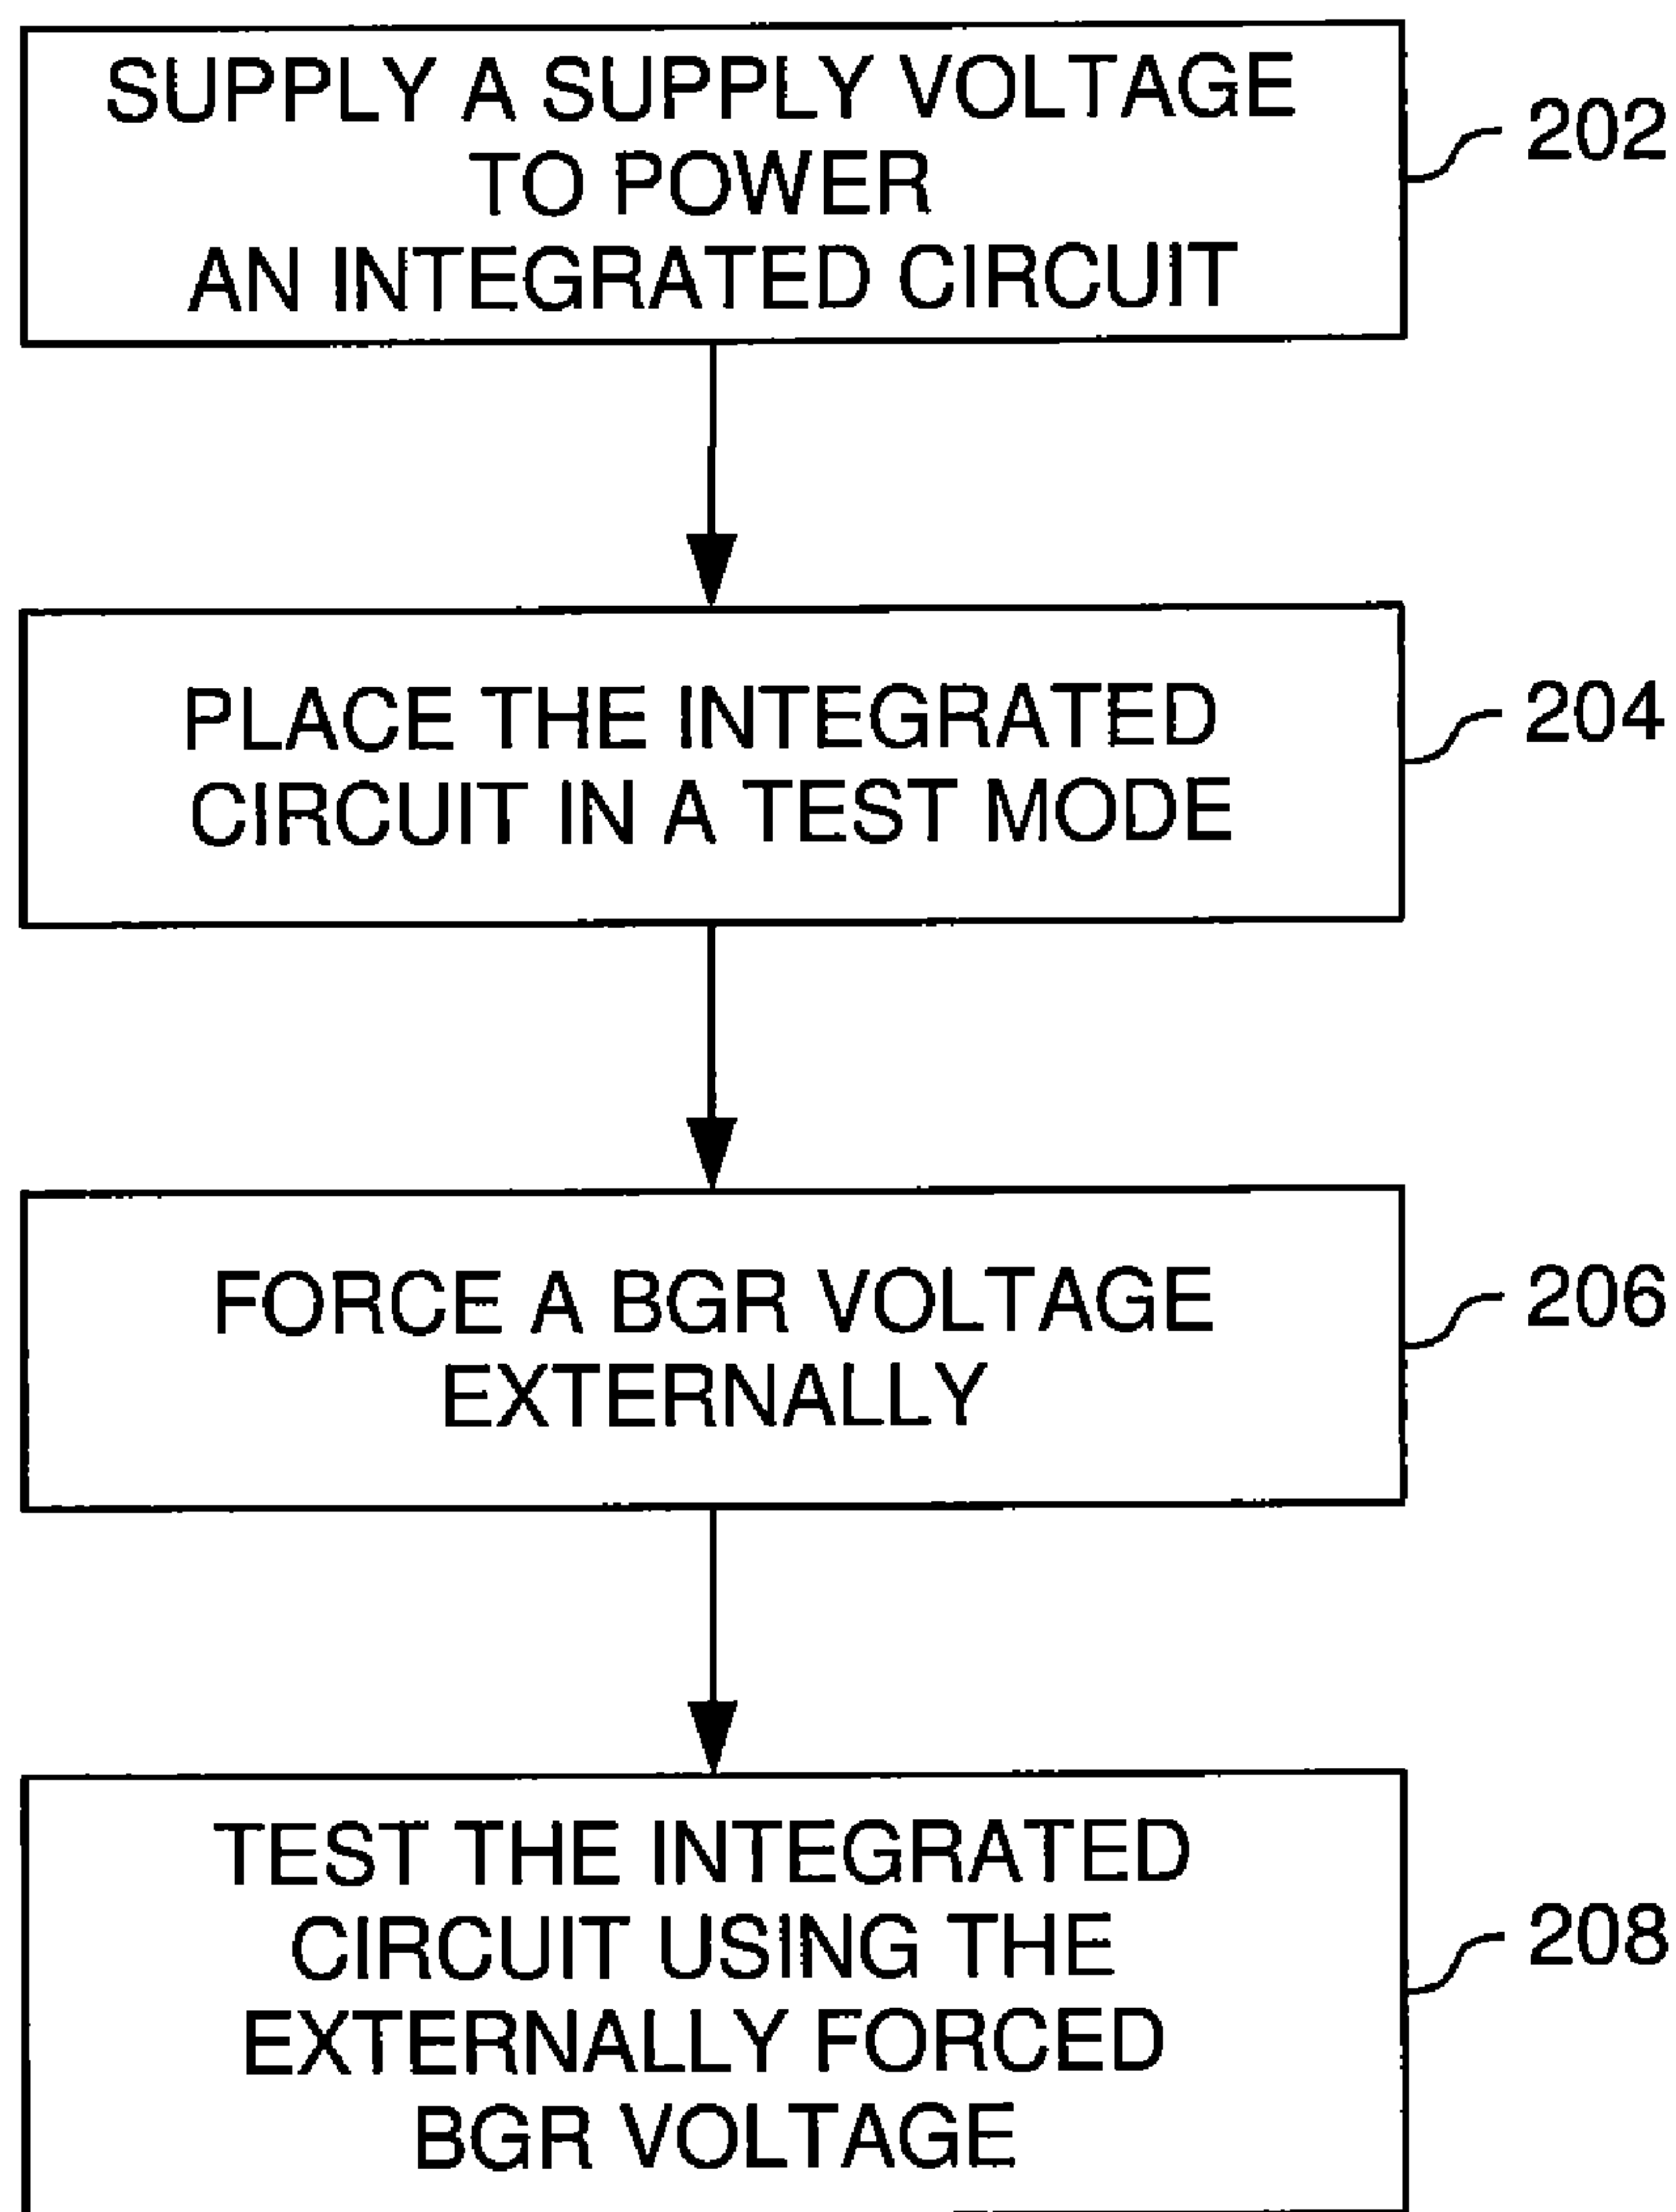 SUPPLY A SUPPLY VOLTAGE
TO POWER
AN INTEGRATED CIRCUIT
202
PLACE THE INTEGRATED
CIRCUIT IN A TEST MODE
204
FORCE A BGR VOLTAGE
EXTERNALLY
206
TEST THE INTEGRATED
CIRCUIT USING THE
EXTERNALLY FORCED
BGR VOLTAGE
208